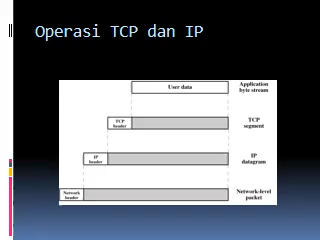 Operasi TCP dan IP
User data
Application
byte stream
TCP
header
TCP
segment
IP
header
IP
datagram
Network
header
Network-level
packet